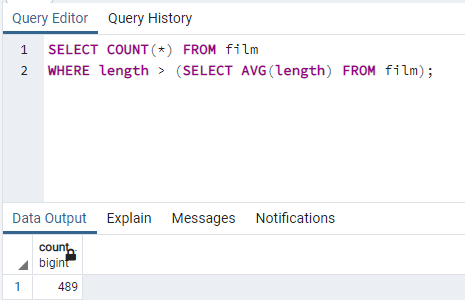 Query Editor Query History
1 SELECT COUNT(*) FROM film
2 WHERE length > (SELECT AVG(length) FROM film);
Data Output Explain Messages Notifications
count
bigint
1 489